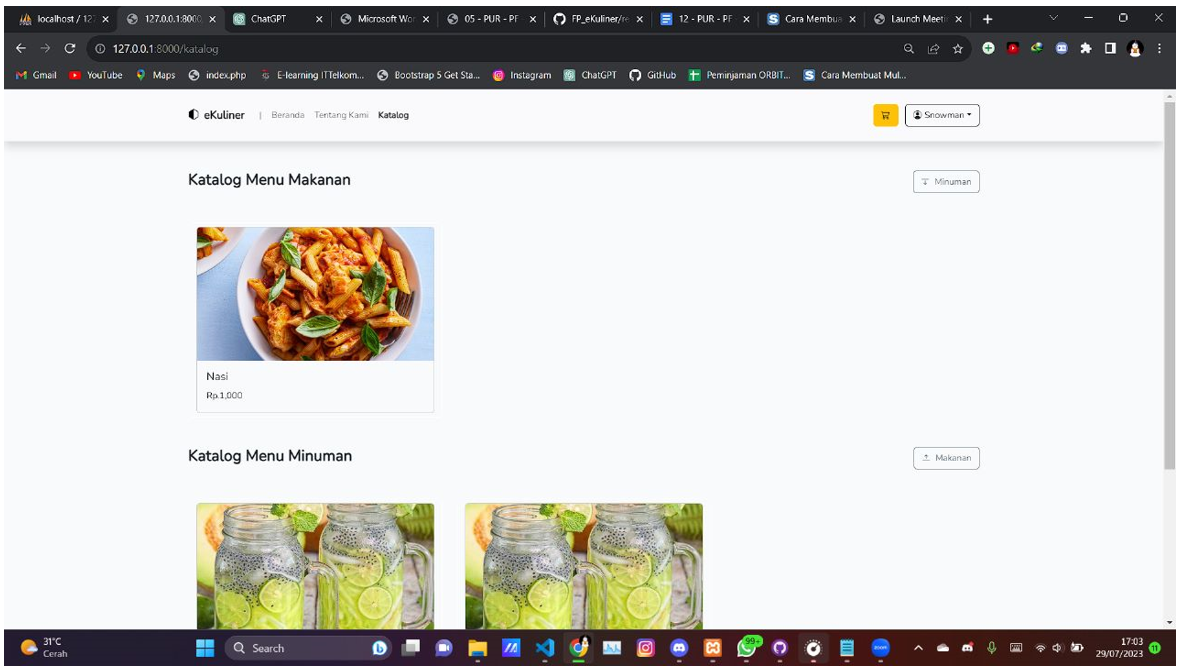 localhost / 127
127.0.0.1:8000
ChatGPT
Microsoft Wor
05 - PUR - PF
FP_eKuliner/re
12 - PUR - PF
Cara Membua
Launch Meeti
127.0.0.1:8000/katalog
Gmail
YouTube
Maps
index.php
E-learning ITTelkom...
Bootstrap 5 Get Sta...
Instagram
ChatGPT
GitHub
Peminjaman ORBIT...
Cara Membuat Mul...
eKuliner | Beranda Tentang Kami Katalog
Snowman
Katalog Menu Makanan
Minuman
Nasi
Rp.1,000
Katalog Menu Minuman
Makanan
31°C
Cerah
Search
99+
17:03
29/07/2023
11